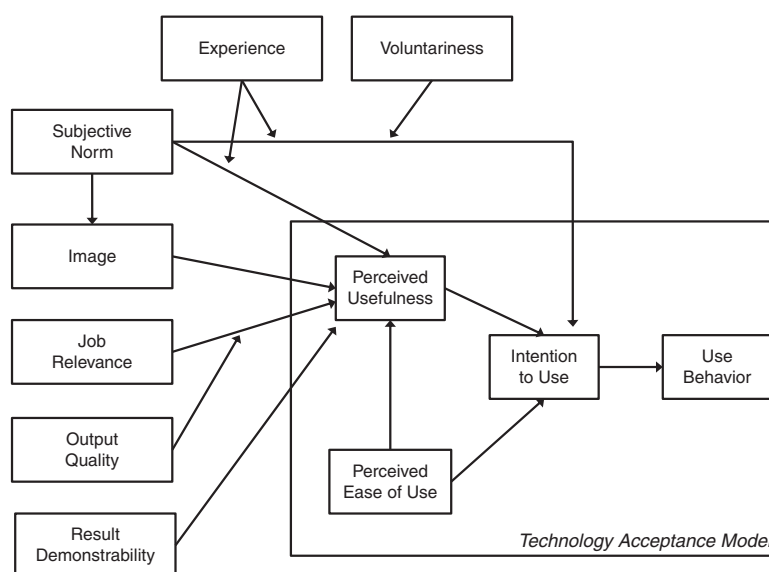 Experience
Voluntariness
Subjective
Norm
Image
Perceived
Usefulness
Job
Relevance
Intention
to Use
Use
Behavior
Output
Quality
Perceived
Ease of Use
Result
Demonstrability
Technology Acceptance Model